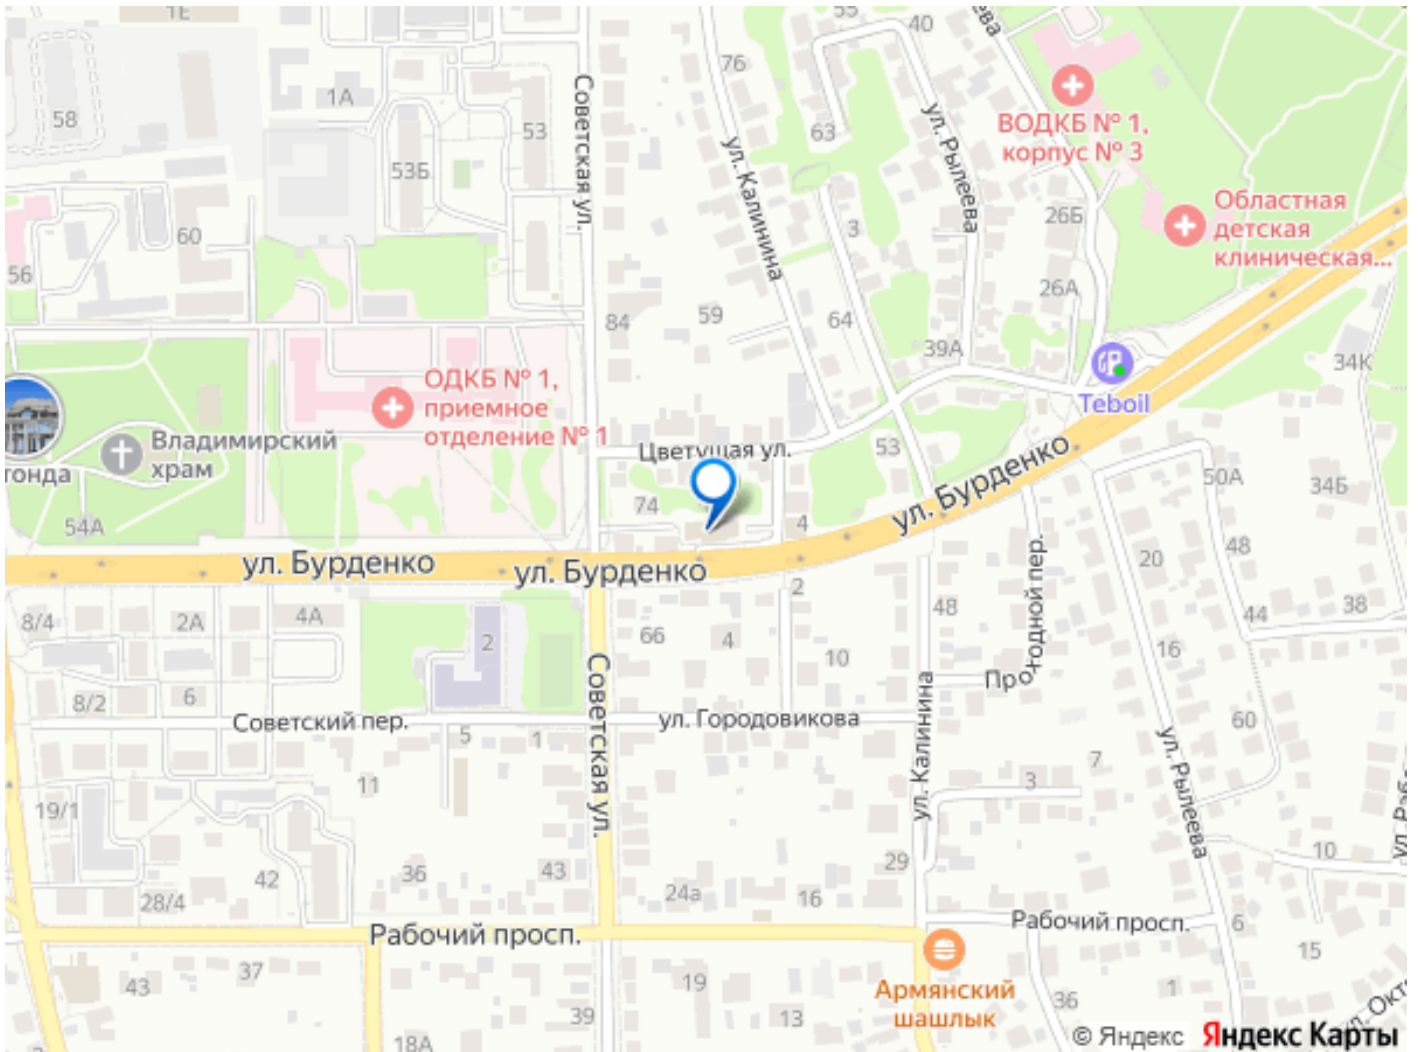 1Е
55
40
76
58
1А
53
Советская ул.
63
ул. Рылеева
ВОДКБ № 1,
корпус № 3
53Б
ул. Калинина
Областная
детская
клиническая...
26Б
3
60
56
26А
84
59
64
39А
34К
ОДКБ № 1,
приемное
отделение № 1
Teboil
Владимирский
храм
Цветущая ул.
53
54А
74
4
ул. Бурденко
50А
34Б
ул. Бурденко
ул. Бурденко
Проходной пер.
20
48
44
38
8/4
2А
4А
2
66
4
2
10
48
16
8/2
6
Советский пер.
Советская ул.
ул. Городовикова
ул. Калинина
60
5
1
11
3
7
ул. Рылеева
19/1
36
42
43
29
10
28/4
24а
16
Рабочий просп.
Рабочий просп.
6
15
37
43
19
Армянский
шашлык
36
1
39
13
18А
© Яндекс Яндекс Карты